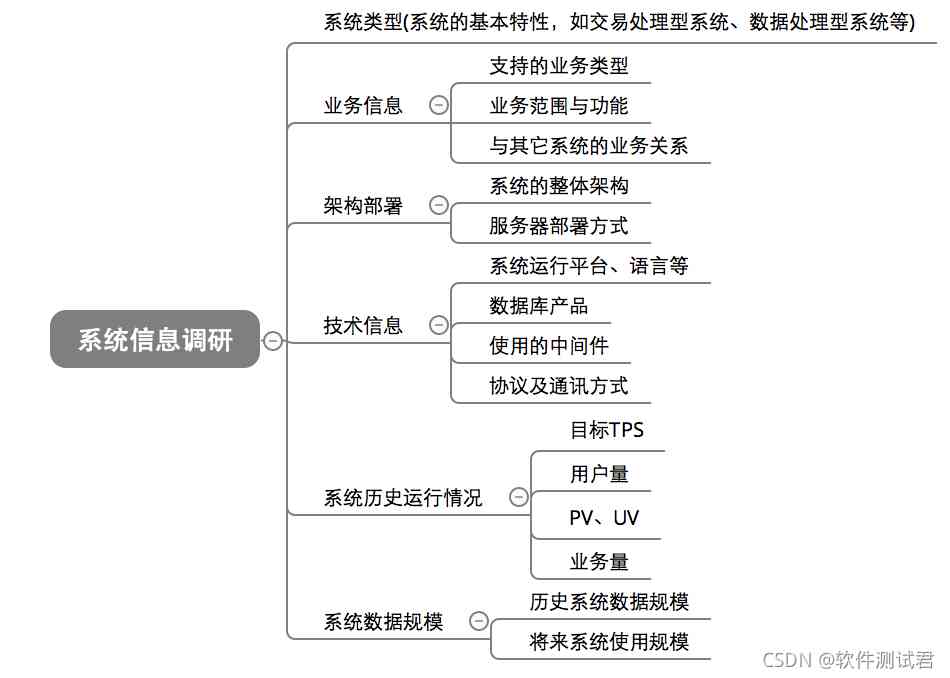 系统类型(系统的基本特性，如交易处理型系统、数据处理型系统等)
支持的业务类型
业务信息
业务范围与功能
与其它系统的业务关系
系统的整体架构
架构部署
服务器部署方式
系统运行平台、语言等
数据库产品
技术信息
使用的中间件
协议及通讯方式
系统信息调研
目标TPS
用户量
系统历史运行情况
PV、UV
业务量
历史系统数据规模
系统数据规模
将来系统使用规模
CSDN @软件测试君